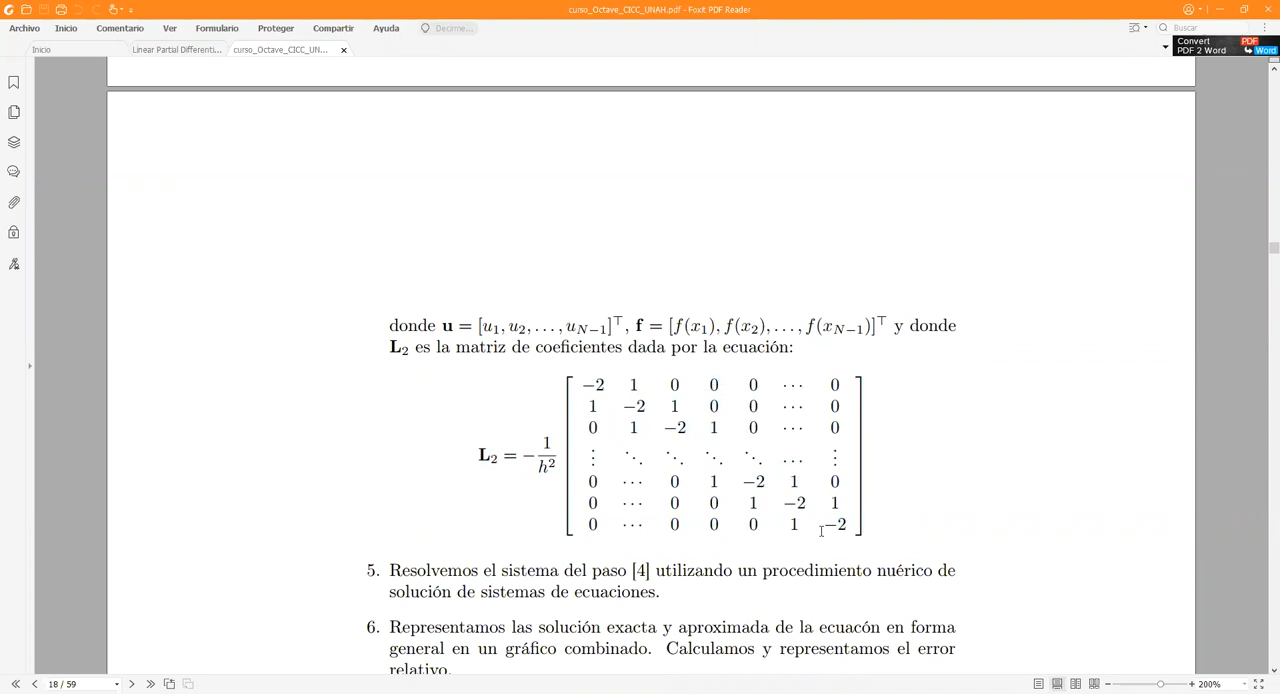 curso_Octave_CICC_UNAH.pdf - Foxit PDF Reader
Archivo Inicio Comentario Ver Formulario Proteger Compartir Ayuda Decirme... Buscar
Inicio Linear Partial Differenti... curso_Octave_CICC_UN... Convert PDF
PDF 2 Word Word
donde u = [u₁, u₂, . . . , u_{N−1}]^⊤, f = [f(x₁), f(x₂), . . . , f(x_{N−1})]^⊤ y donde
L₂ es la matriz de coeficientes dada por la ecuación:
−2 1 0 0 0 ⋯ 0
1 −2 1 0 0 ⋯ 0
0 1 −2 1 0 ⋯ 0
L₂ = −1/h² ⋮ ⋱ ⋱ ⋱ ⋱ ⋯ ⋮
0 ⋯ 0 1 −2 1 0
0 ⋯ 0 0 1 −2 1
0 ⋯ 0 0 0 1 −2
5. Resolvemos el sistema del paso [4] utilizando un procedimiento nuérico de
solución de sistemas de ecuaciones.
6. Representamos las solución exacta y aproximada de la ecuacón en forma
general en un gráfico combinado. Calculamos y representamos el error
relativo.
18 / 59 200%